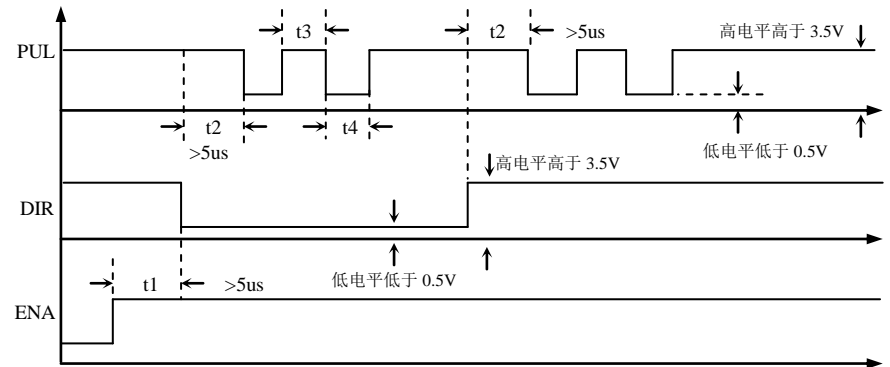 t3
t2
>5us
高电平高于 3.5V
PUL
t2
t4
>5us
低电平低于 0.5V
高电平高于 3.5V
DIR
t1
>5us
低电平低于 0.5V
ENA